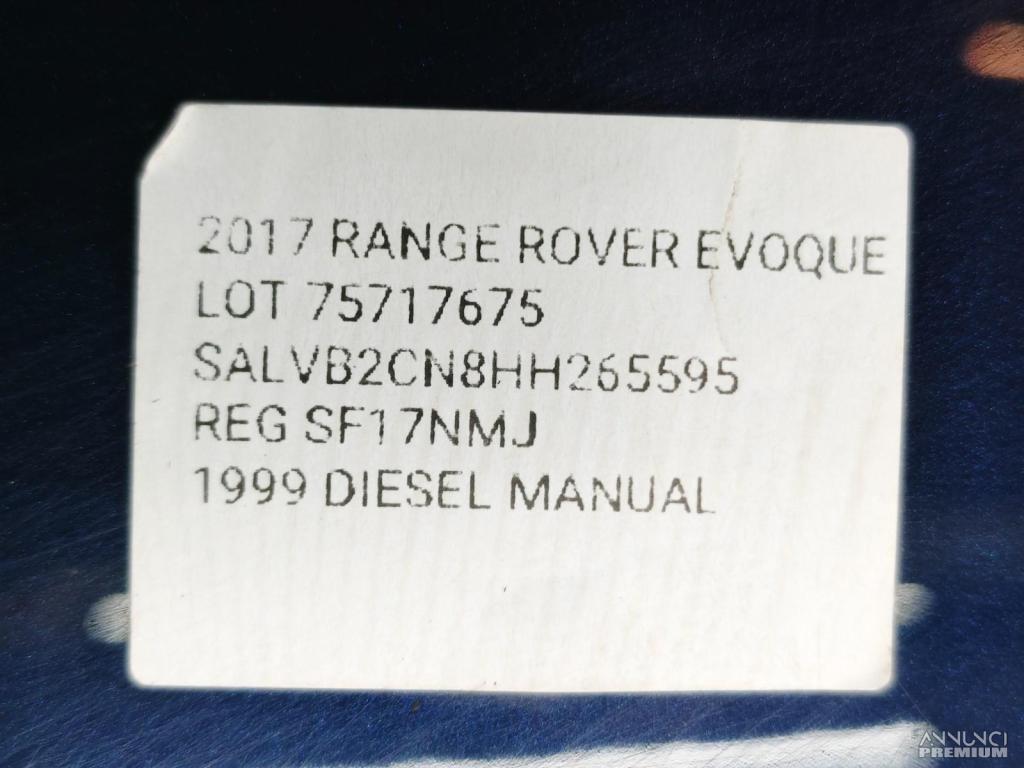 2017 RANGE ROVER EVOQUE
LOT 75717675
SALVB2CN8HH265595
REG SF17NMJ
1999 DIESEL MANUAL
ANNUNCI
PREMIUM